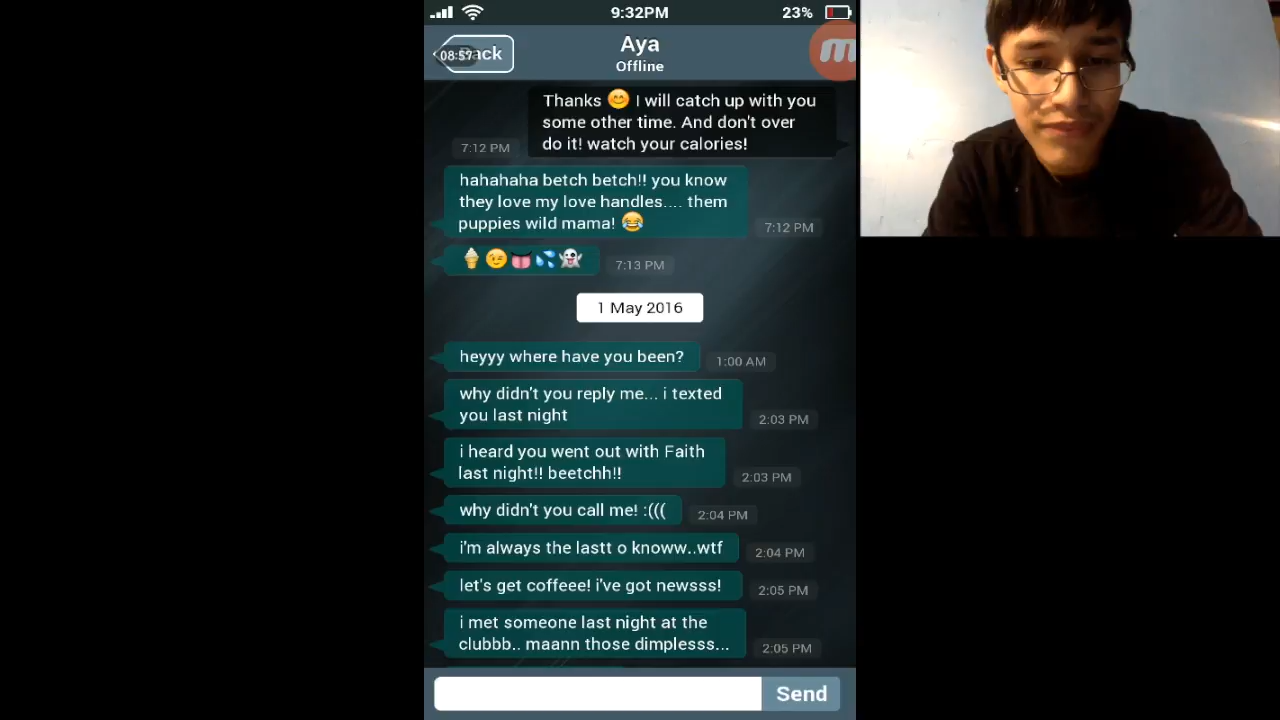 9:32PM
23%
08:57
Back
Aya
Offline
Thanks 😊 I will catch up with you
some other time. And don't over
do it! watch your calories!
7:12 PM
hahahaha betch betch!! you know
they love my love handles.... them
puppies wild mama! 😂
7:12 PM
🍦😉👅💦👻
7:13 PM
1 May 2016
heyyy where have you been?
1:00 AM
why didn't you reply me... i texted
you last night
2:03 PM
i heard you went out with Faith
last night!! beetchh!!
2:03 PM
why didn't you call me! :(((
2:04 PM
i'm always the lastt o knoww..wtf
2:04 PM
let's get coffeee! i've got newsss!
2:05 PM
i met someone last night at the
clubbb.. maann those dimplesss...
2:05 PM
Send